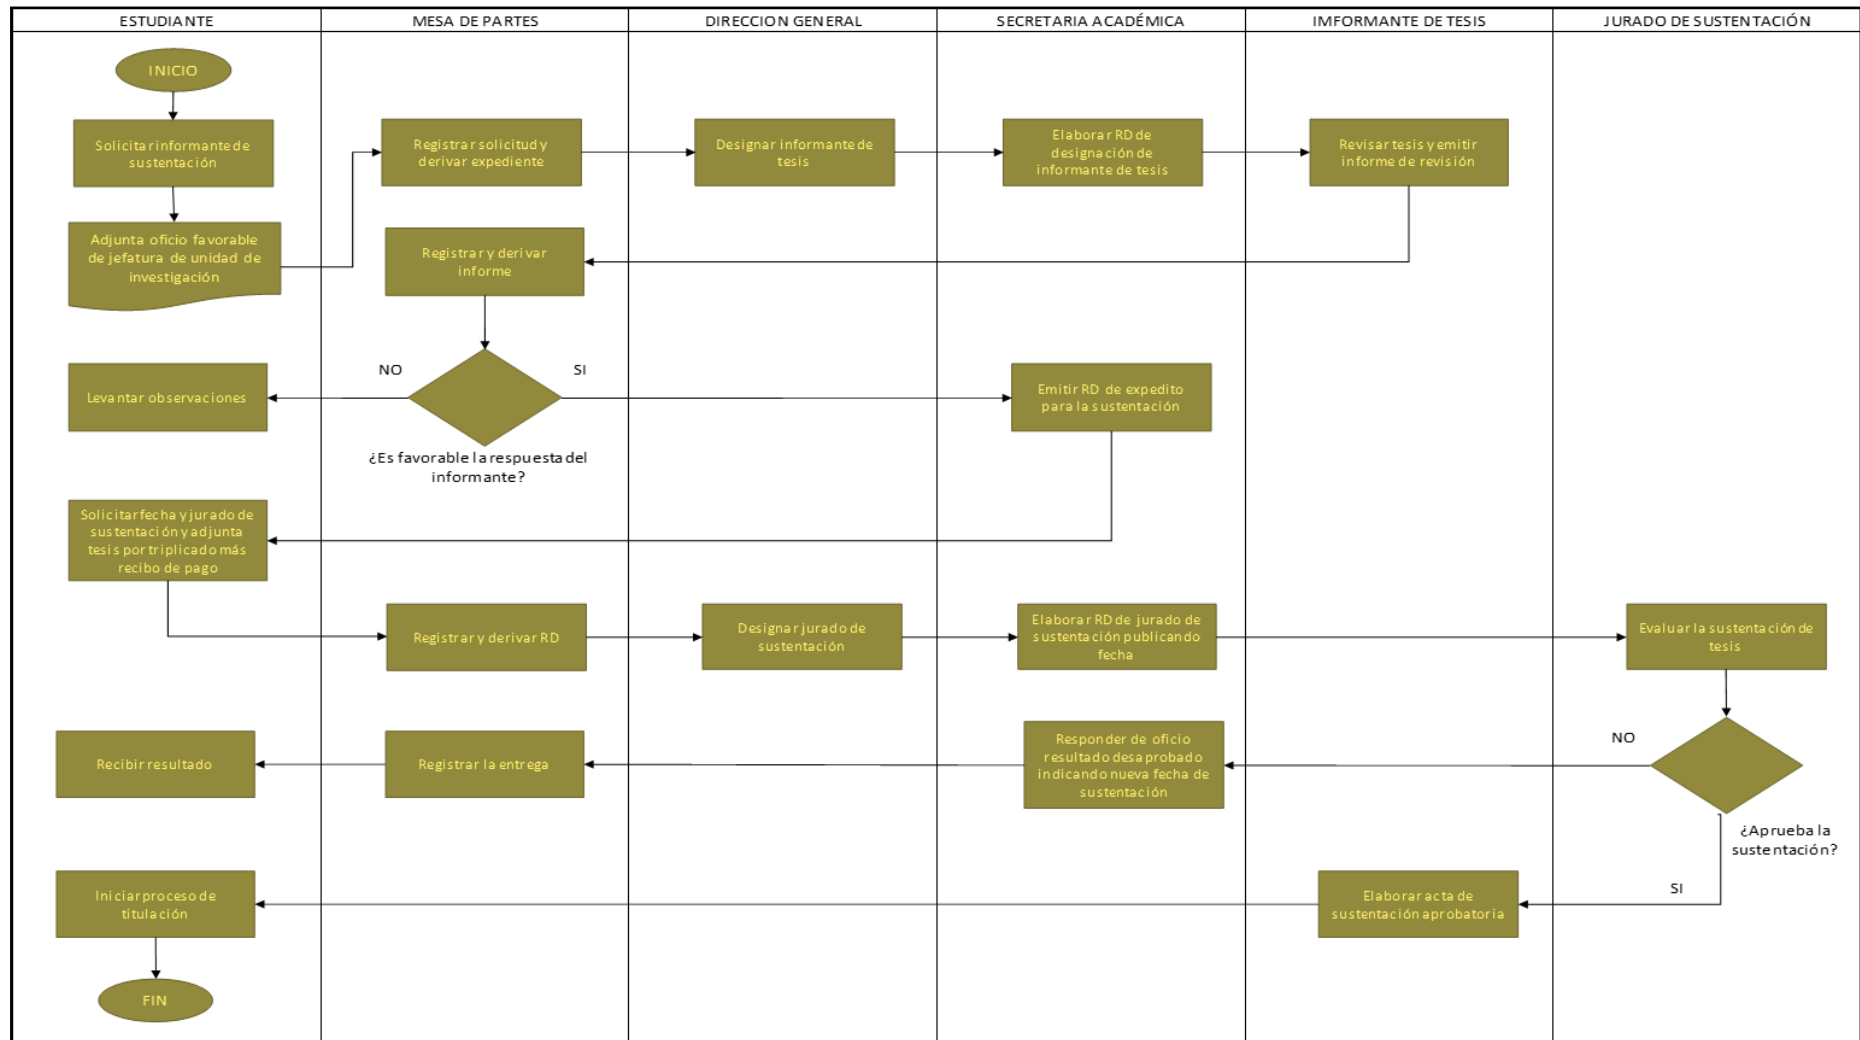 ESTUDIANTE
MESA DE PARTES
DIRECCION GENERAL
SECRETARIA ACADÉMICA
IMFORMANTE DE TESIS
JURADO DE SUSTENTACIÓN
INICIO
Solicitar informante de
sustentación
Registrar solicitud y
derivar expediente
Designar informante de
tesis
Elaborar RD de
designación de
informante de tesis
Revisar tesis y emitir
informe de revisión
Adjunta oficio favorable
de jefatura de unidad de
investigación
Registrar y derivar
informe
NO
SI
Levantar observaciones
Emitir RD de expedito
para la sustentación
¿Es favorable la respuesta del
informante?
Solicitar fecha y jurado de
sustentación y adjunta
tesis por triplicado más
recibo de pago
Registrar y derivar RD
Designar jurado de
sustentación
Elaborar RD de jurado de
sustentación publicando
fecha
Evaluar la sustentación de
tesis
NO
Recibir resultado
Registrar la entrega
Responder de oficio
resultado desaprobado
indicando nueva fecha de
sustentación
¿Aprueba la
sustentación?
SI
Iniciar proceso de
titulación
Elaborar acta de
sustentación aprobatoria
FIN